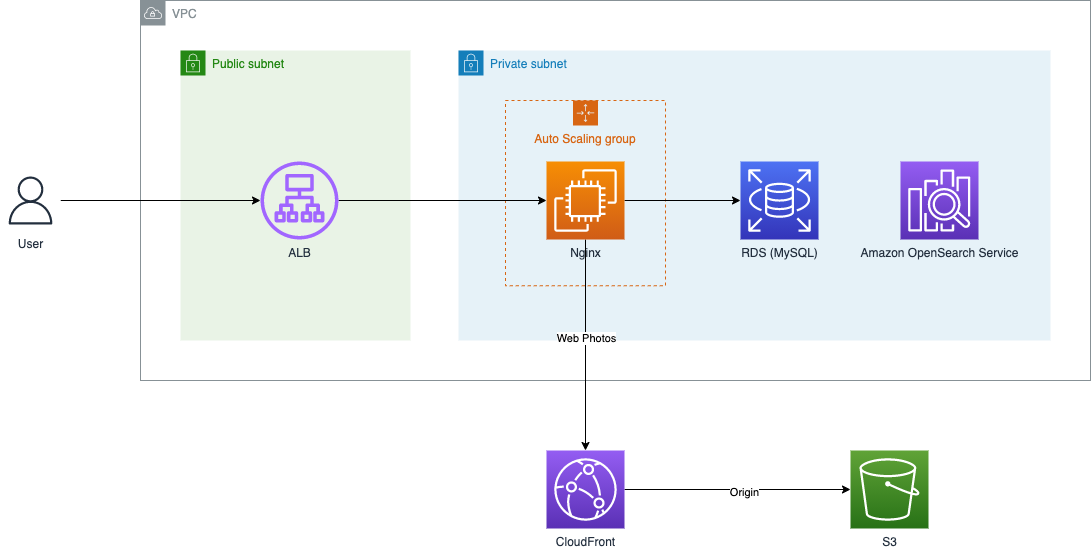 VPC
Public subnet
Private subnet
Auto Scaling group
User
ALB
Nginx
RDS (MySQL)
Amazon OpenSearch Service
Web Photos
Origin
CloudFront
S3